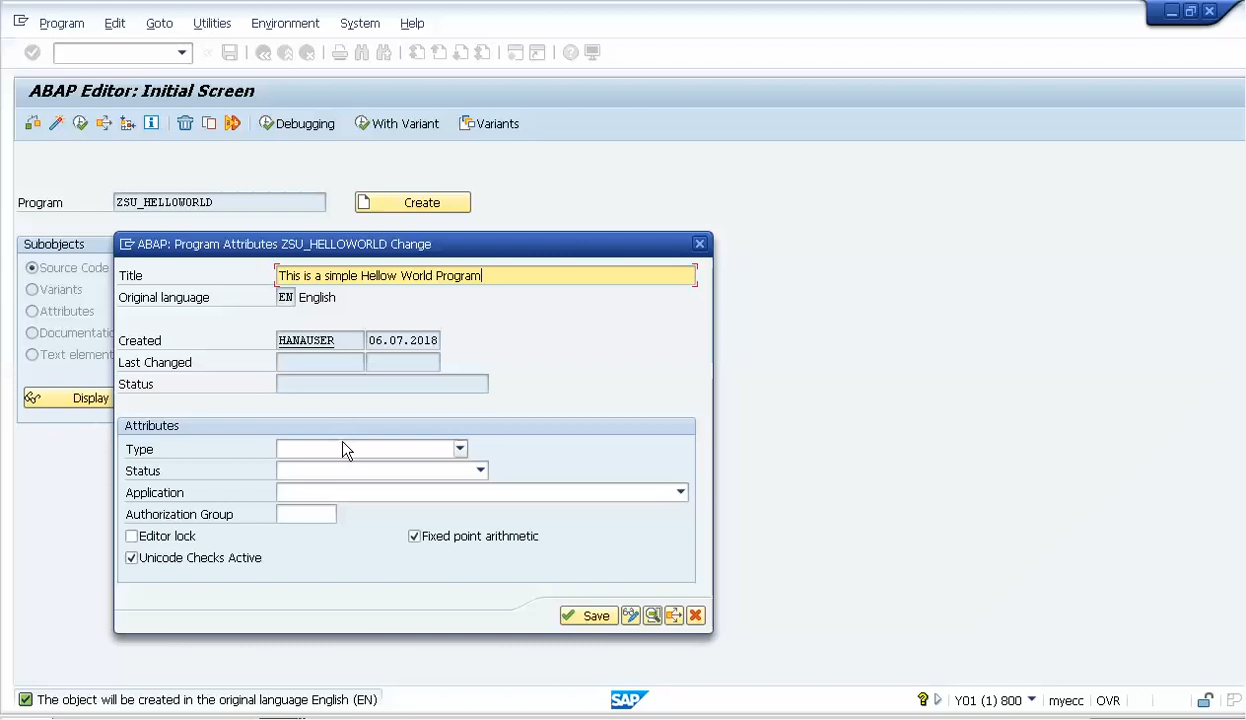 Program Edit Goto Utilities Environment System Help
ABAP Editor: Initial Screen
Debugging With Variant Variants
Program ZSU_HELLOWORLD Create
Subobjects
Source Code
Variants
Attributes
Documentatio
Text element
Display
ABAP: Program Attributes ZSU_HELLOWORLD Change
Title This is a simple Hellow World Program
Original language EN English
Created HANAUSER 06.07.2018
Last Changed
Status
Attributes
Type
Status
Application
Authorization Group
Editor lock Fixed point arithmetic
Unicode Checks Active
Save
The object will be created in the original language English (EN) SAP Y01 (1) 800 myecc OVR